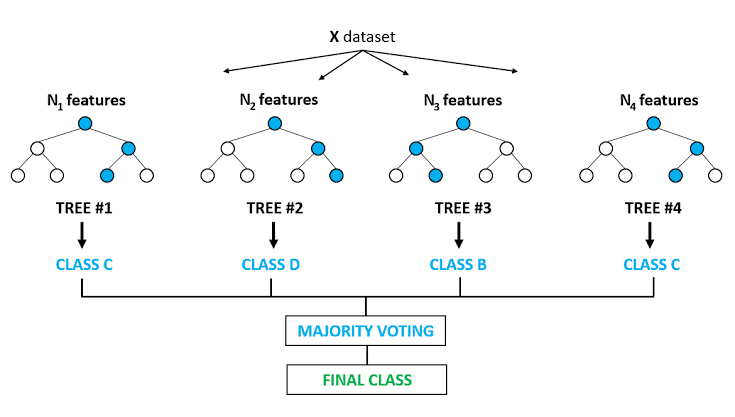 X dataset
N1 features N2 features N3 features N4 features
TREE #1 TREE #2 TREE #3 TREE #4
CLASS C CLASS D CLASS B CLASS C
MAJORITY VOTING
FINAL CLASS